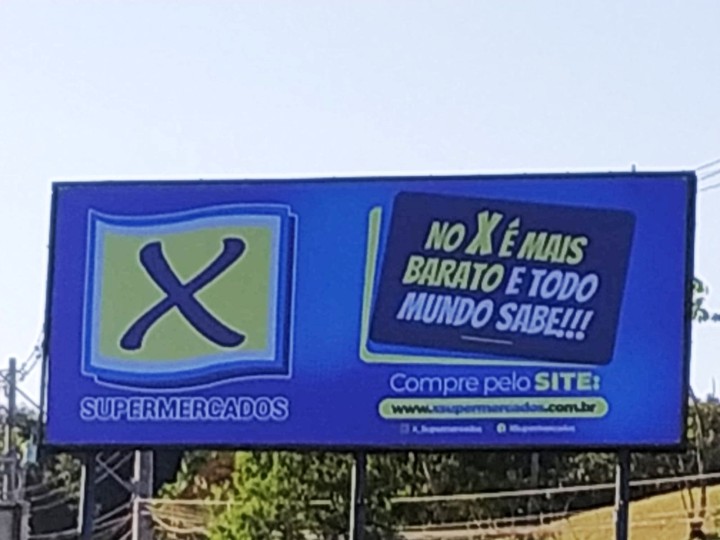 X
SUPERMERCADOS
NO X É MAIS
BARATO E TODO
MUNDO SABE!!!
Compre pelo SITE:
www.xsupermercados.com.br